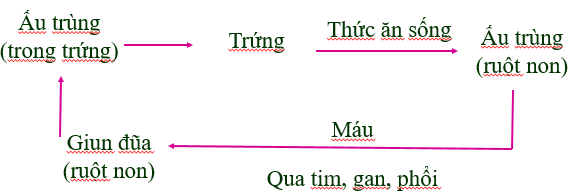 Ấu trùng
(trong trứng)
Trứng
Thức ăn sống
Ấu trùng
(ruột non)
Máu
Qua tim, gan, phổi
Giun đũa
(ruột non)